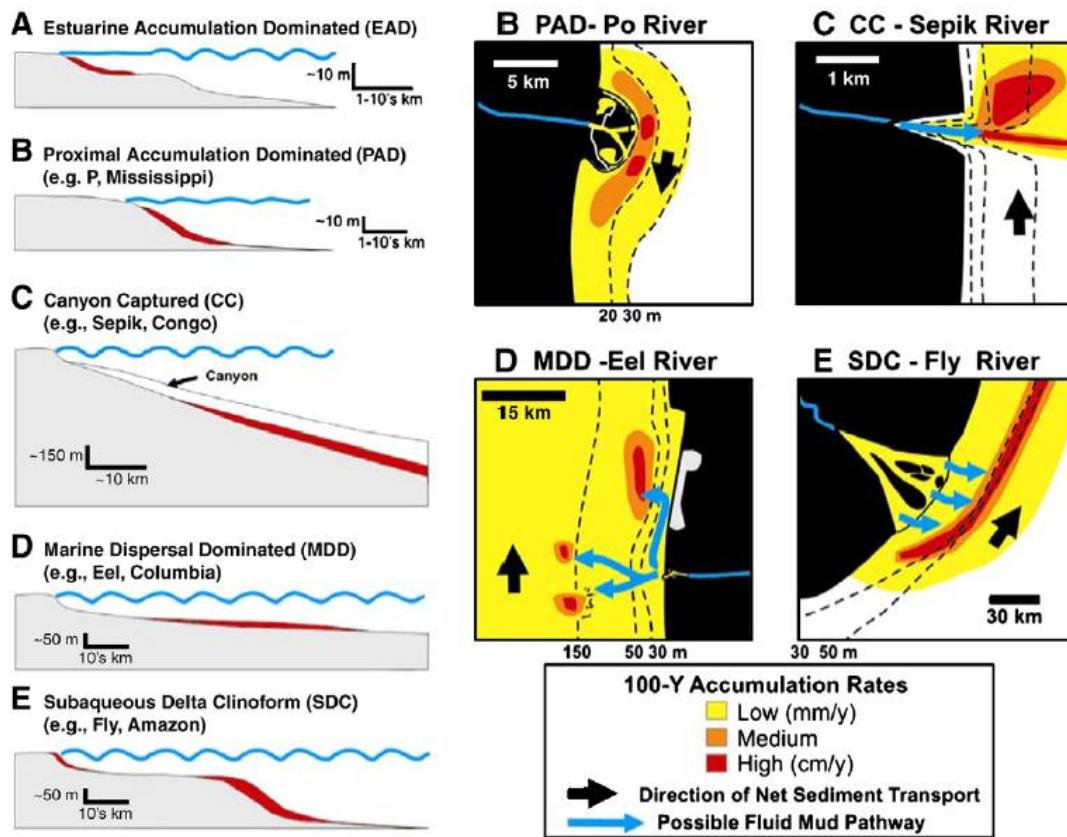 A Estuarine Accumulation Dominated (EAD)
~10 m
1-10's km
B Proximal Accumulation Dominated (PAD)
(e.g. P, Mississippi)
~10 m
1-10's km
C Canyon Captured (CC)
(e.g., Sepik, Congo)
Canyon
~150 m
~10 km
D Marine Dispersal Dominated (MDD)
(e.g., Eel, Columbia)
~50 m
10's km
E Subaqueous Delta Clinoform (SDC)
(e.g., Fly, Amazon)
~50 m
10's km
B PAD- Po River
5 km
20 30 m
C CC - Sepik River
1 km
D MDD -Eel River
15 km
150 50 30 m
E SDC - Fly River
30 km
30 50 m
100-Y Accumulation Rates
Low (mm/y)
Medium
High (cm/y)
Direction of Net Sediment Transport
Possible Fluid Mud Pathway